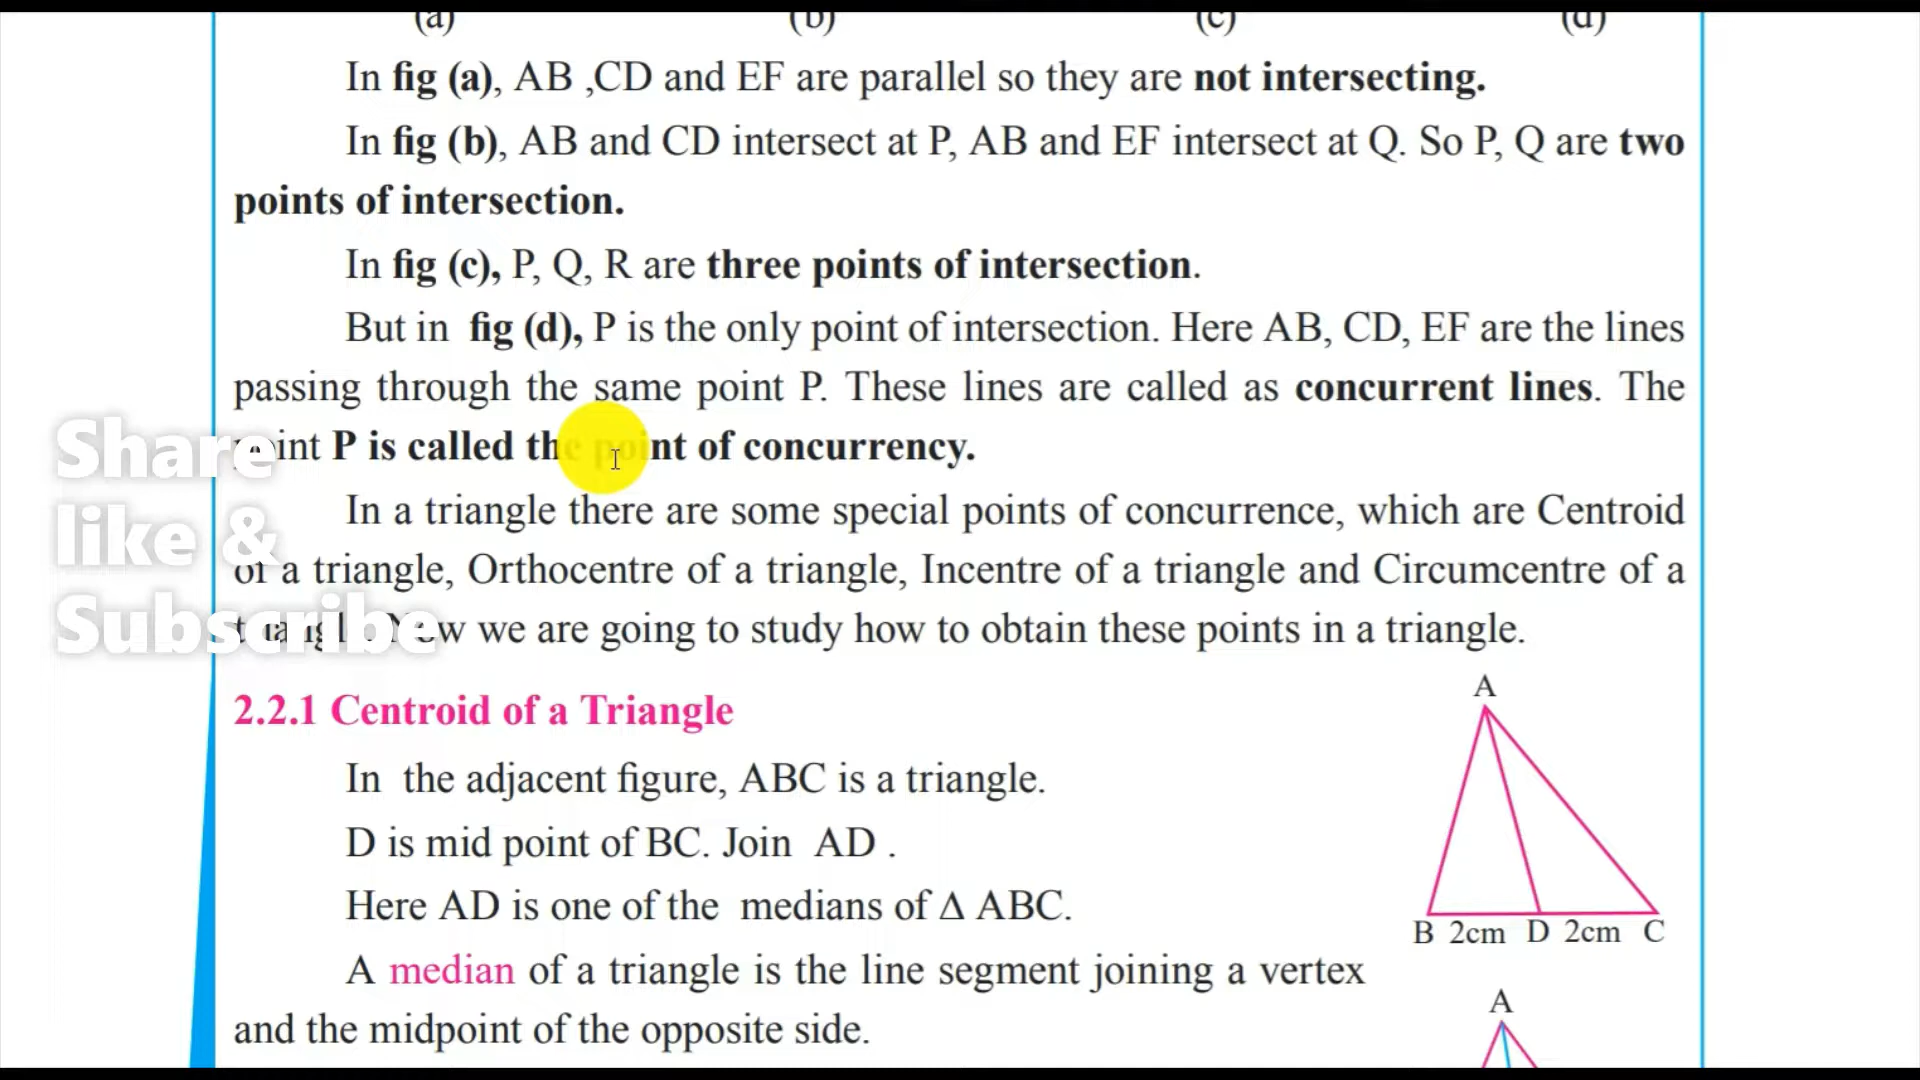 (a) (b) (c) (d)
In fig (a), AB ,CD and EF are parallel so they are not intersecting.
In fig (b), AB and CD intersect at P, AB and EF intersect at Q. So P, Q are two
points of intersection.
In fig (c), P, Q, R are three points of intersection.
But in fig (d), P is the only point of intersection. Here AB, CD, EF are the lines
passing through the same point P. These lines are called as concurrent lines. The
point P is called the point of concurrency.
In a triangle there are some special points of concurrence, which are Centroid
of a triangle, Orthocentre of a triangle, Incentre of a triangle and Circumcentre of a
triangle. Now we are going to study how to obtain these points in a triangle.
Share
like &
Subscribe
2.2.1 Centroid of a Triangle
In the adjacent figure, ABC is a triangle.
D is mid point of BC. Join AD .
Here AD is one of the medians of Δ ABC.
A median of a triangle is the line segment joining a vertex
and the midpoint of the opposite side.
A
B 2cm D 2cm C
A